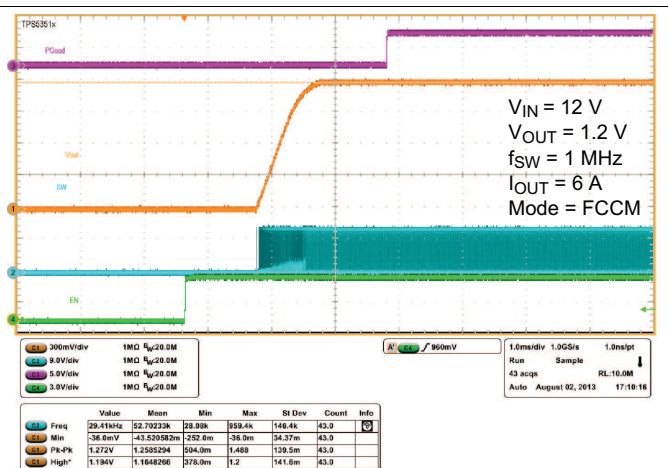 TPS5351x
PGood
3
Vout
SW
1
2
EN
4
VIN = 12 V
VOUT = 1.2 V
fSW = 1 MHz
IOUT = 6 A
Mode = FCCM
C1 300mV/div 1MΩ BW:20.0M
C2 9.0V/div 1MΩ BW:20.0M
C3 5.0V/div 1MΩ BW:20.0M
C4 3.0V/div 1MΩ BW:20.0M
A' C4 960mV
1.0ms/div 1.0GS/s 1.0ns/pt
Run Sample
43 acqs RL:10.0M
Auto August 02, 2013 17:10:16
Value Mean Min Max St Dev Count Info
C2 Freq 29.41kHz 52.70233k 28.08k 959.4k 146.4k 43.0
C1 Min -36.0mV -43.520582m -252.0m -36.0m 34.37m 43.0
C1 Pk-Pk 1.272V 1.2585294 504.0m 1.488 139.5m 43.0
C1 High* 1.194V 1.1648266 378.0m 1.2 141.6m 43.0